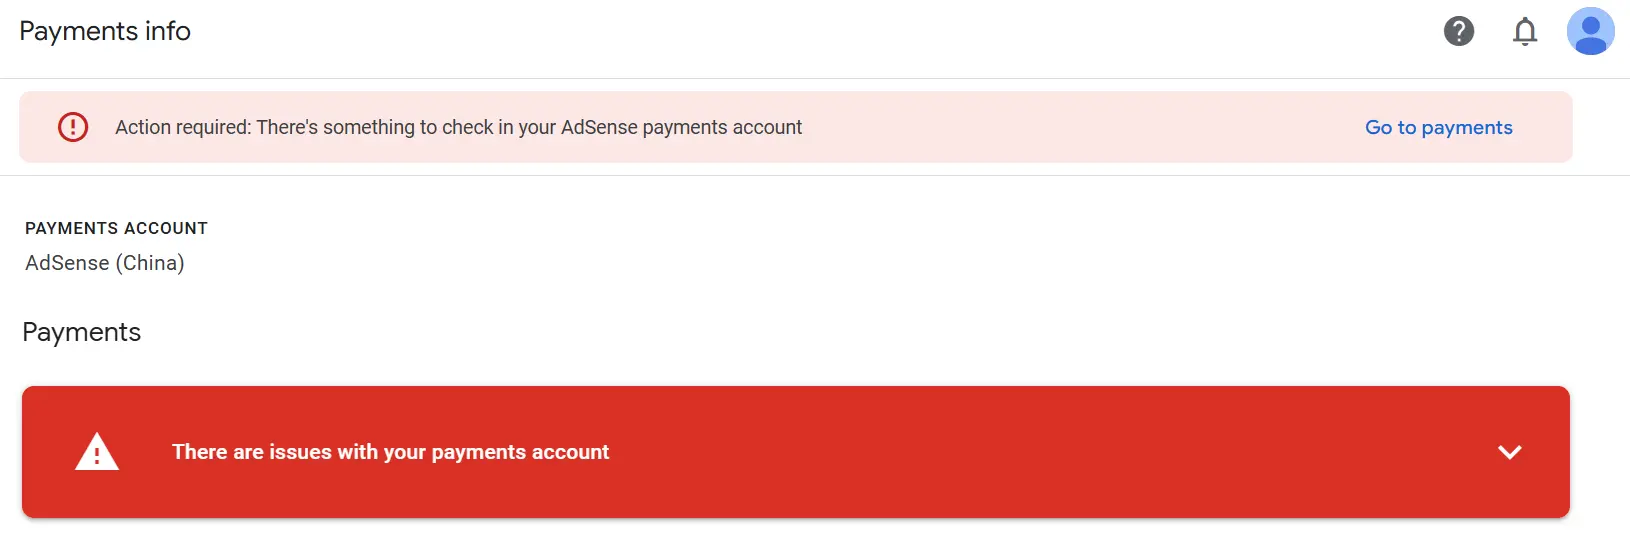 Payments info
Action required: There's something to check in your AdSense payments account
Go to payments
PAYMENTS ACCOUNT
AdSense (China)
Payments
There are issues with your payments account